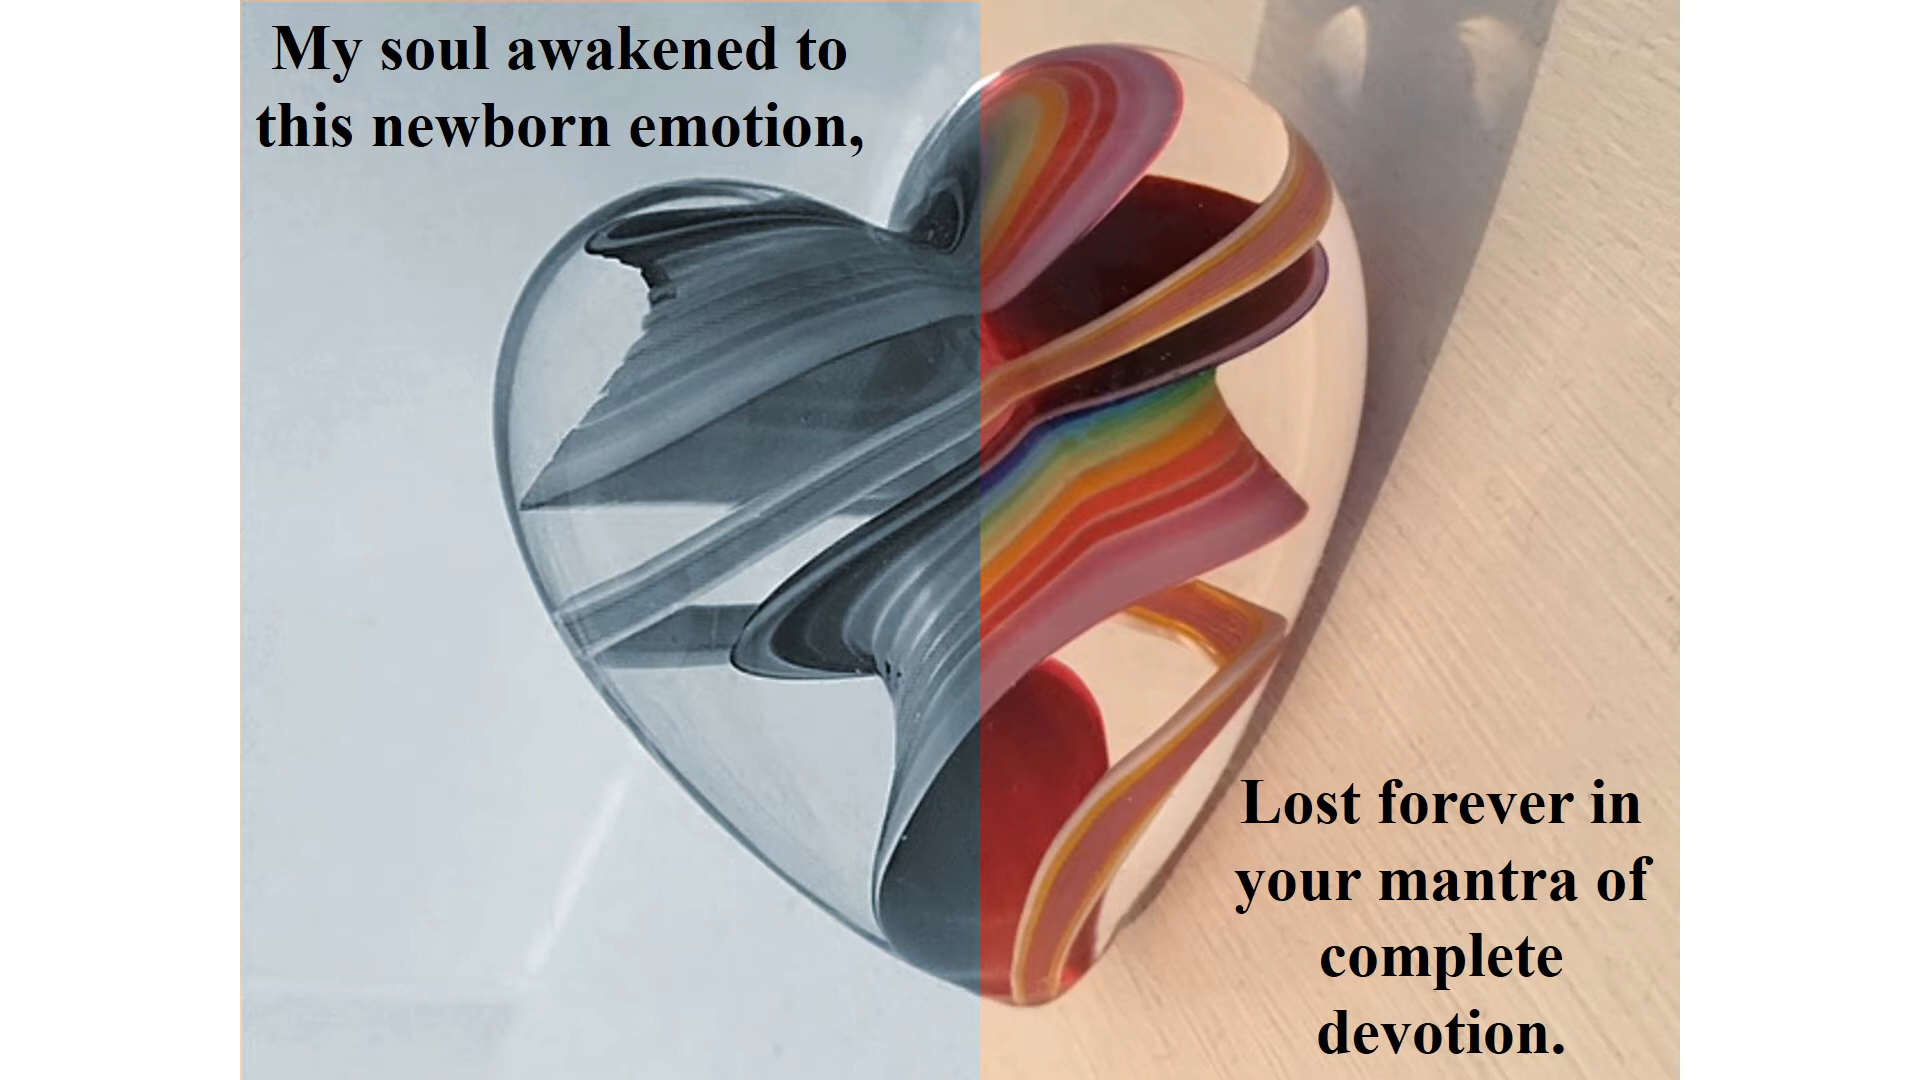 My soul awakened to
this newborn emotion,
Lost forever in
your mantra of
complete
devotion.